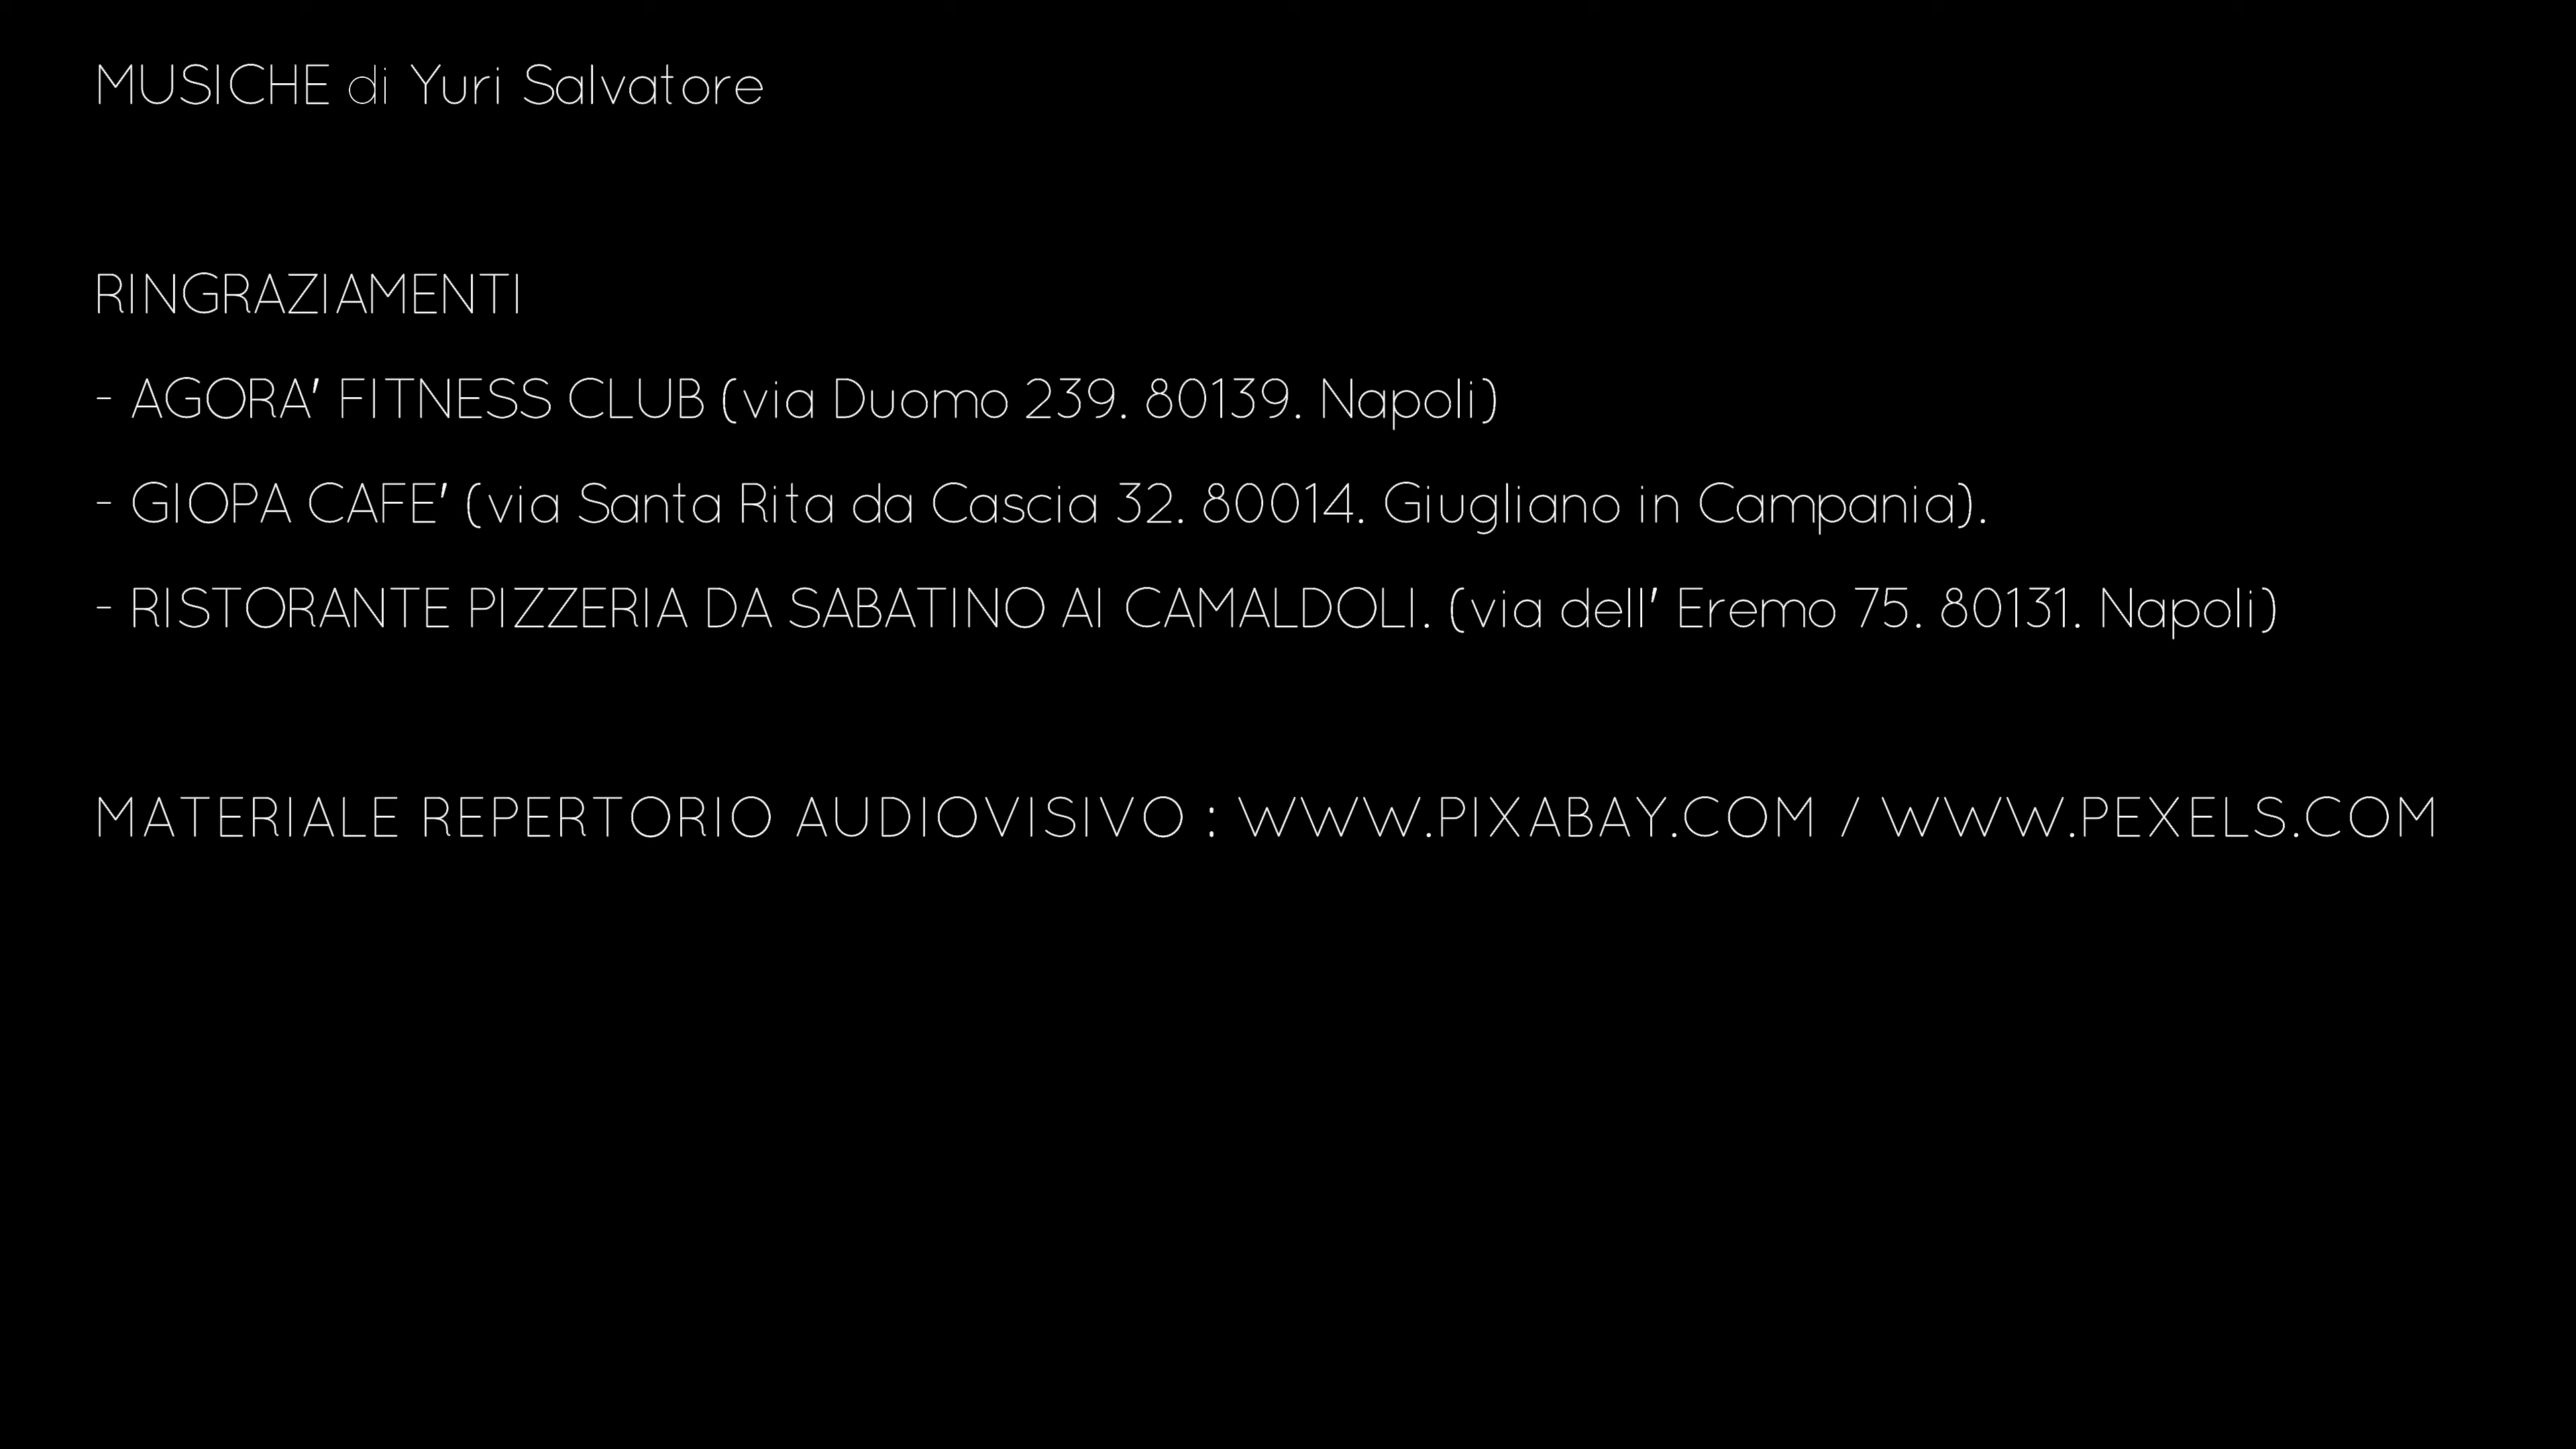 MUSICHE di Yuri Salvatore
RINGRAZIAMENTI
- AGORA' FITNESS CLUB (via Duomo 239. 80139. Napoli)
- GIOPA CAFE' (via Santa Rita da Cascia 32. 80014. Giugliano in Campania).
- RISTORANTE PIZZERIA DA SABATINO AI CAMALDOLI. (via dell' Eremo 75. 80131. Napoli)
MATERIALE REPERTORIO AUDIOVISIVO : WWW.PIXABAY.COM / WWW.PEXELS.COM